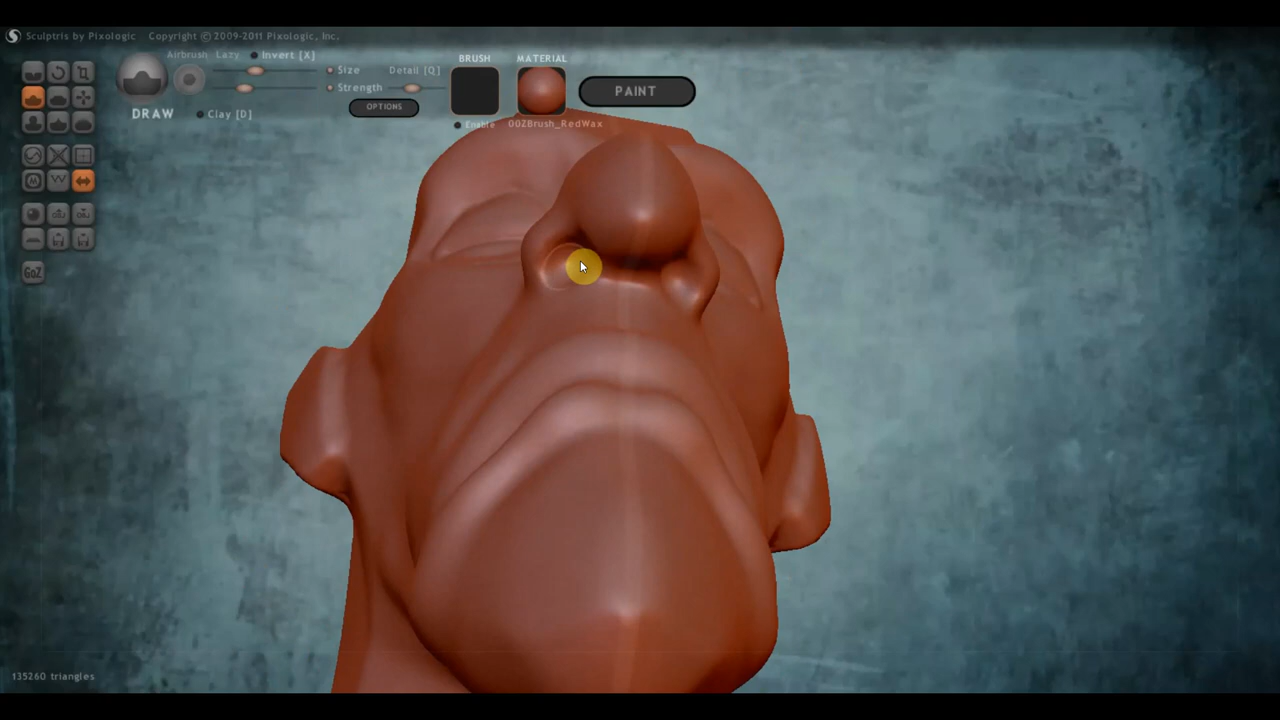 Sculptris by Pixologic Copyright ©2009-2011 Pixologic, Inc.
Airbrush Lazy Invert [X]
Size Detail [Q]
Strength
OPTIONS
DRAW Clay [D]
BRUSH
Enable
MATERIAL
00ZBrush_RedWax
PAINT
GoZ
135260 triangles